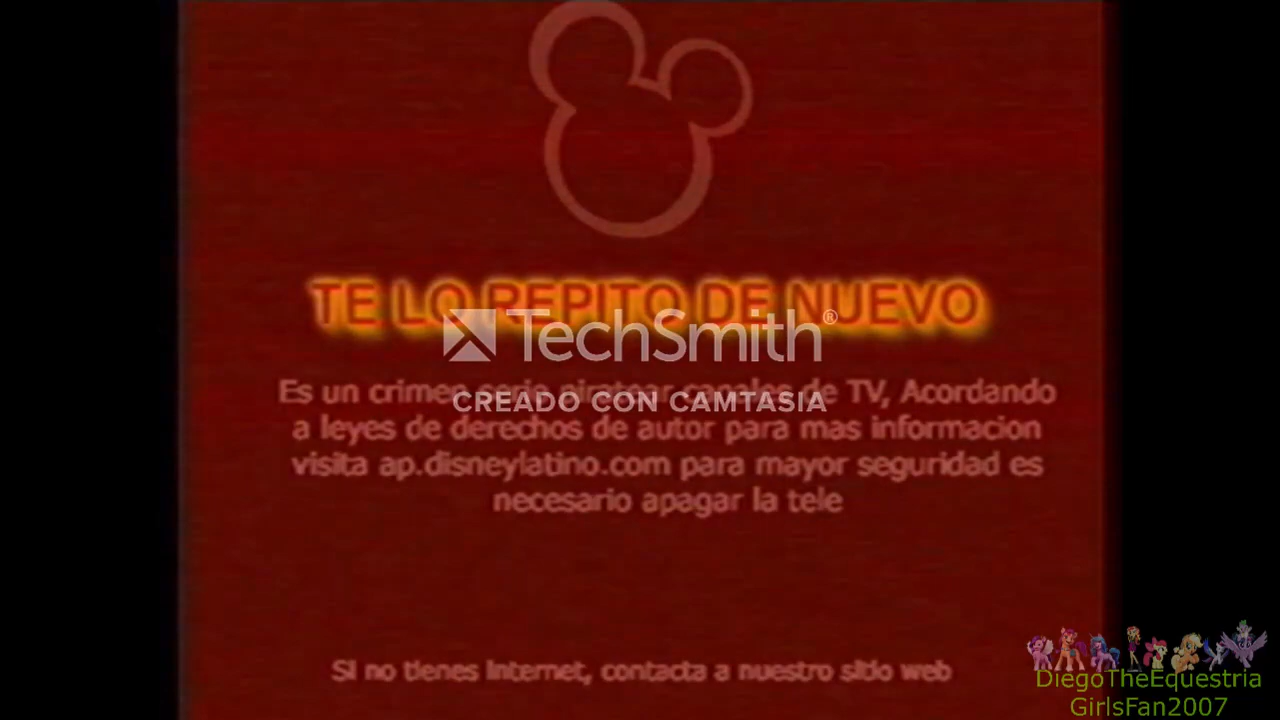 TE LO REPITO DE NUEVO
TechSmith®
Es un crimen serio piratear canales de TV, Acordando
CREADO CON CAMTASIA
a leyes de derechos de autor para mas informacion
visita ap.disneylatino.com para mayor seguridad es
necesario apagar la tele
Si no tienes internet, contacta a nuestro sitio web
DiegoTheEquestria
GirlsFan2007